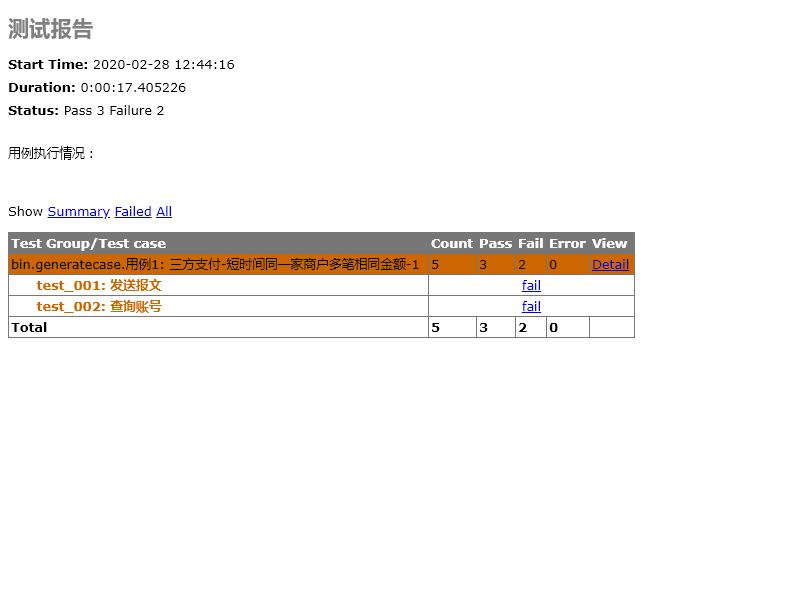 测试报告
Start Time: 2020-02-28 12:44:16
Duration: 0:00:17.405226
Status: Pass 3 Failure 2
用例执行情况：
Show Summary Failed All
Test Group/Test case Count Pass Fail Error View
bin.generatecase.用例1: 三方支付-短时间同一家商户多笔相同金额-1 5 3 2 0 Detail
test_001: 发送报文 fail
test_002: 查询账号 fail
Total 5 3 2 0